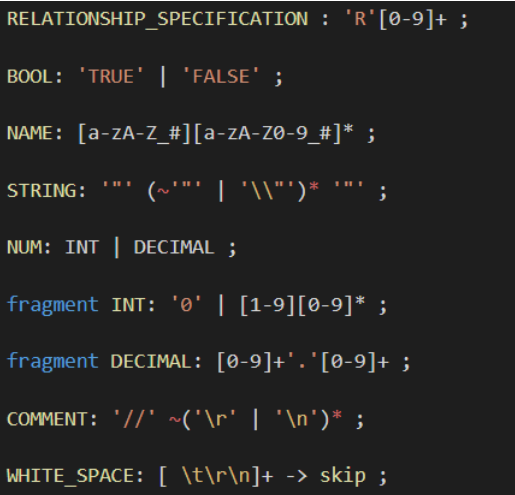 RELATIONSHIP_SPECIFICATION : 'R'[0-9]+ ;
BOOL: 'TRUE' | 'FALSE' ;
NAME: [a-zA-Z_#][a-zA-Z0-9_#]* ;
STRING: '"' (~'"' | '\\"')* '"' ;
NUM: INT | DECIMAL ;
fragment INT: '0' | [1-9][0-9]* ;
fragment DECIMAL: [0-9]+'.'[0-9]+ ;
COMMENT: '//' ~('\r' | '\n')* ;
WHITE_SPACE: [ \t\r\n]+ -> skip ;